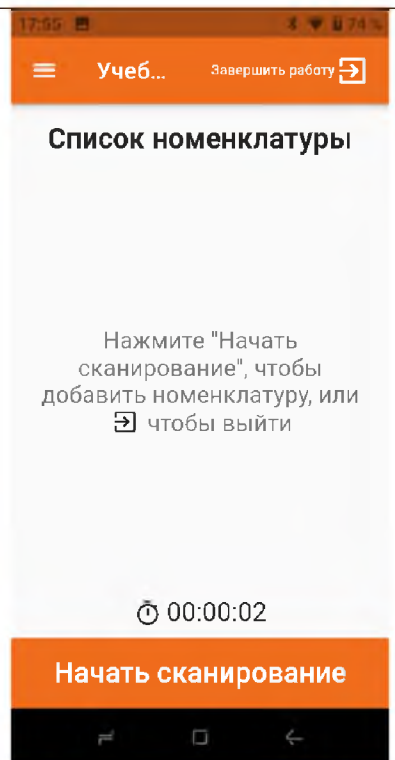 17:55 74%
Учеб... Завершить работу
Список номенклатуры
Нажмите "Начать
сканирование", чтобы
добавить номенклатуру, или
чтобы выйти
00:00:02
Начать сканирование